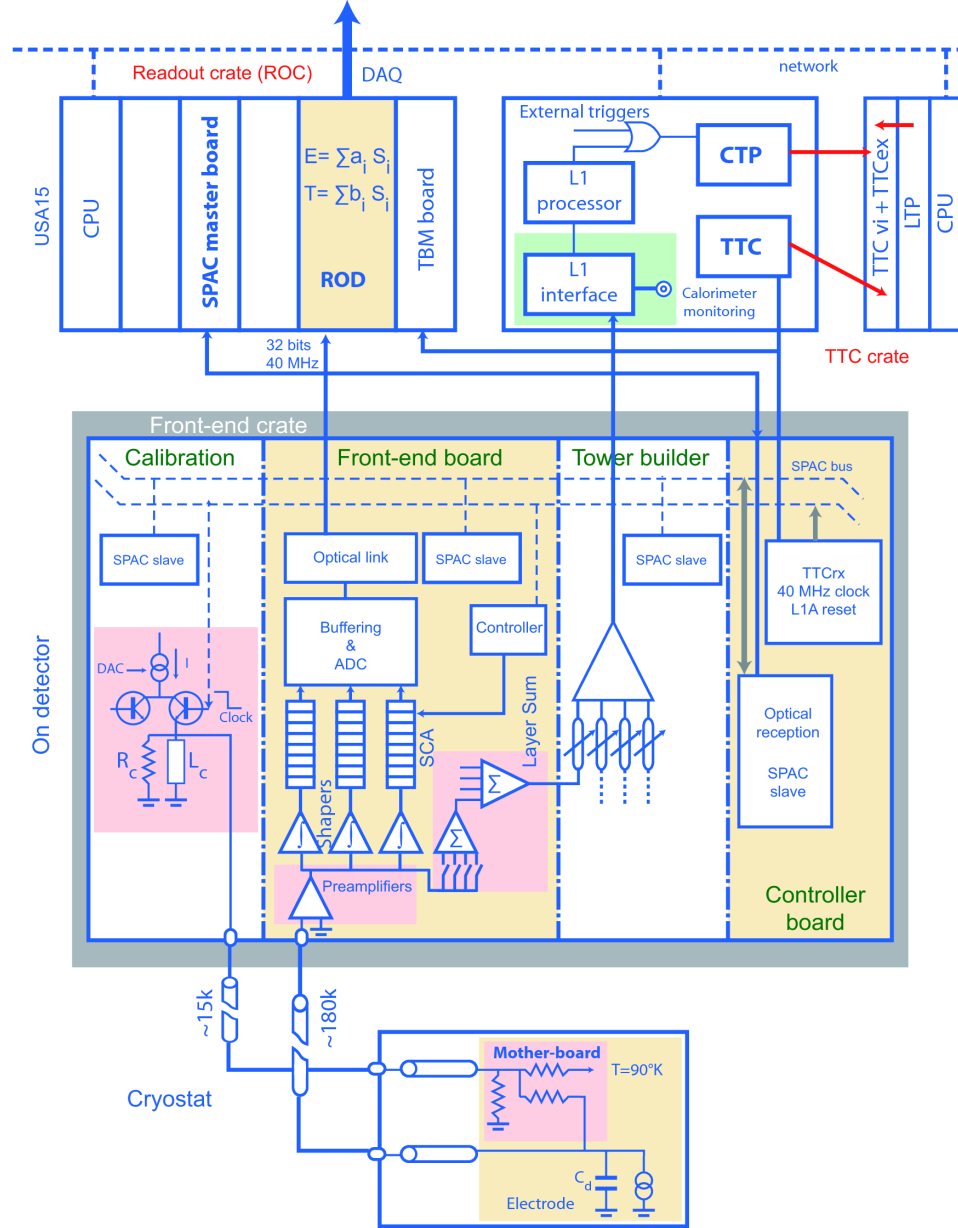 Readout crate (ROC)
DAQ
network
USA15
CPU
SPAC master board
E= ∑aᵢ Sᵢ
T= ∑bᵢ Sᵢ
ROD
TBM board
External triggers
CTP
L1
processor
TTC
L1
interface
Calorimeter
monitoring
TTC vi + TTCex
LTP
CPU
TTC crate
32 bits
40 MHz
Front-end crate
On detector
Calibration
Front-end board
Tower builder
SPAC bus
SPAC slave
Optical link
SPAC slave
SPAC slave
TTCrx
40 MHz clock
L1A reset
Buffering
&
ADC
Controller
DAC
I
Clock
R_c
L_c
SCA
Shapers
Layer Sum
∫
∫
∫
Σ
Σ
Preamplifiers
Optical
reception
SPAC
slave
Controller
board
~15k
~180k
Cryostat
Mother-board
T=90°K
C_d
Electrode